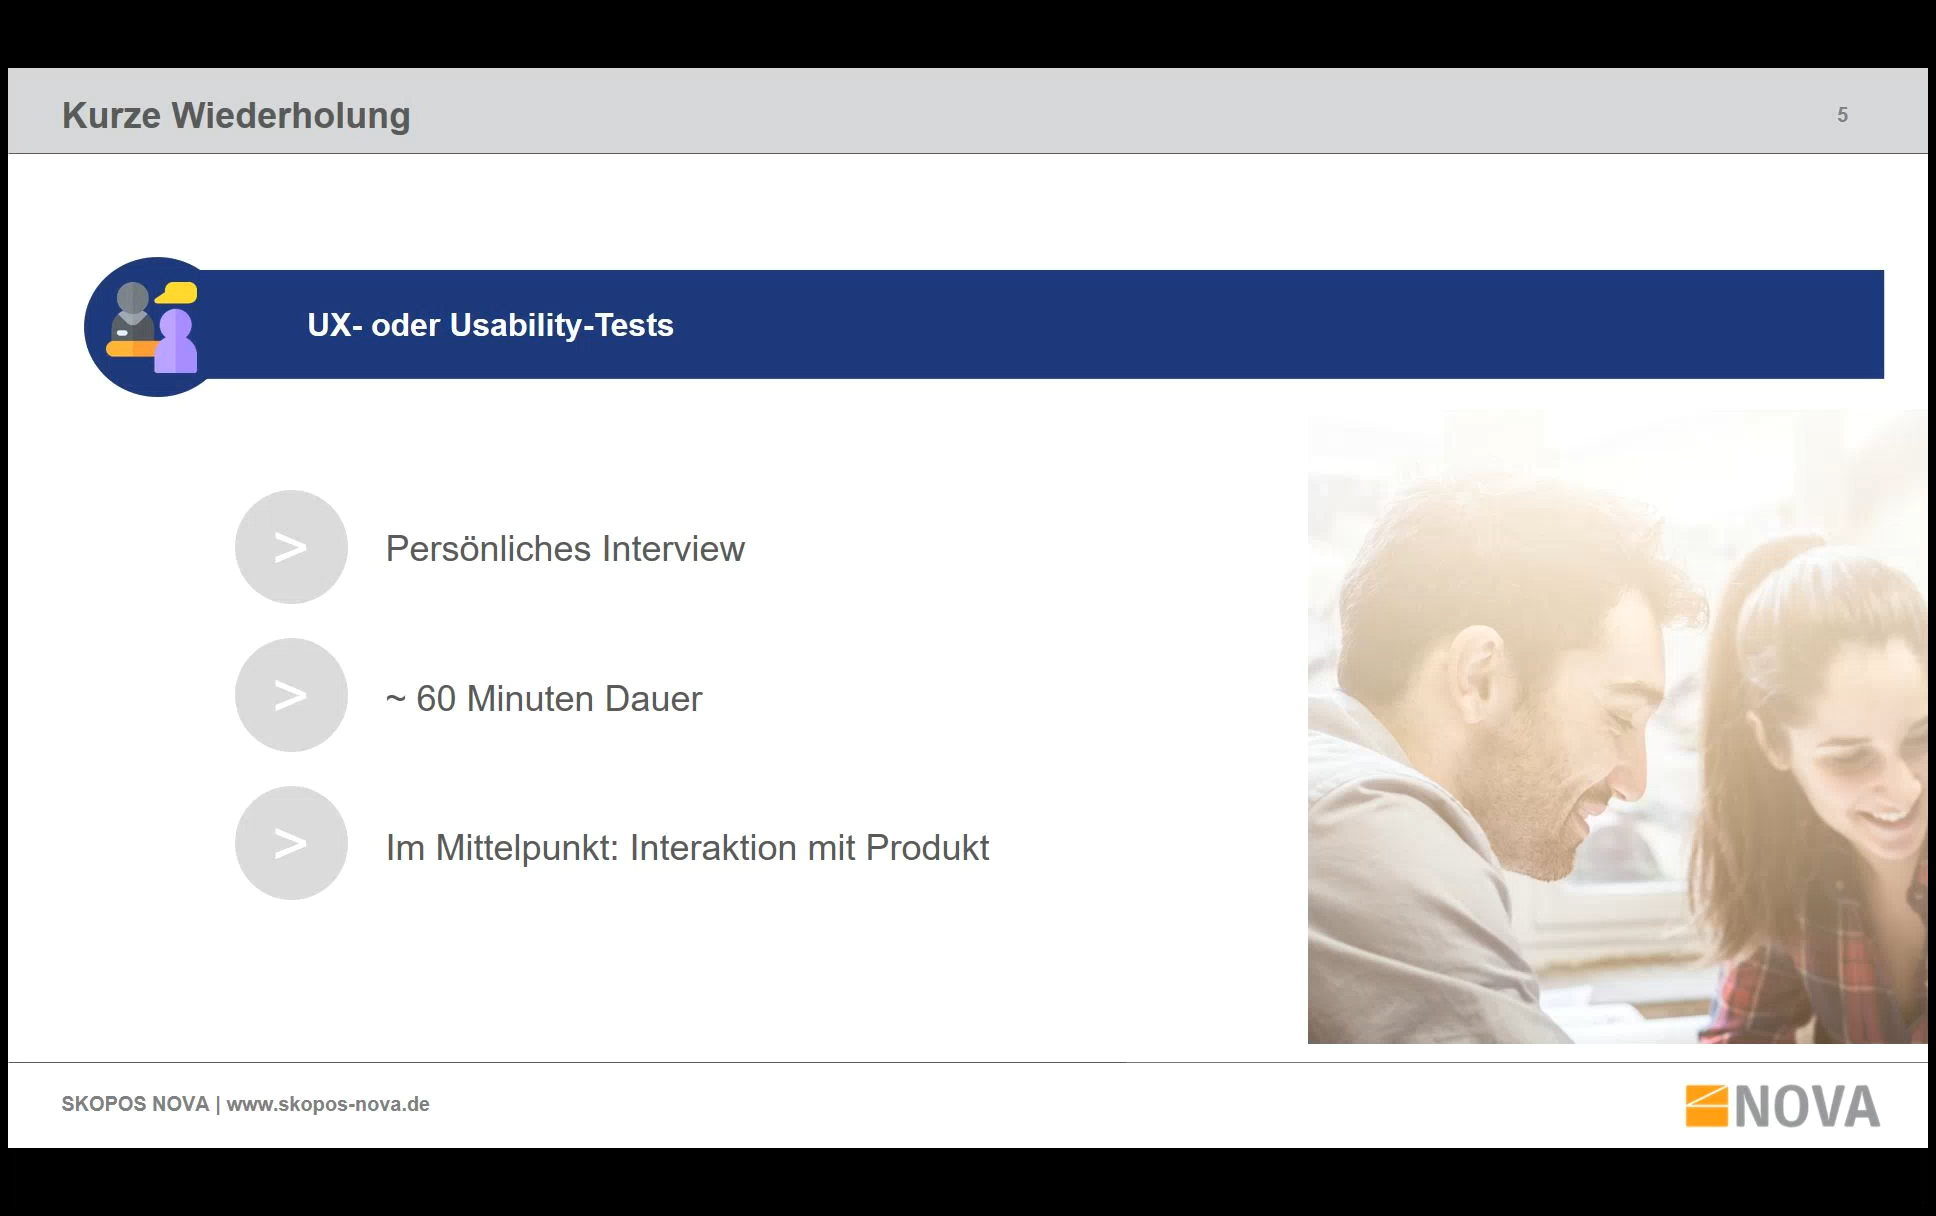 Kurze Wiederholung
5
UX- oder Usability-Tests
> Persönliches Interview
> ~ 60 Minuten Dauer
> Im Mittelpunkt: Interaktion mit Produkt
SKOPOS NOVA | www.skopos-nova.de
NOVA